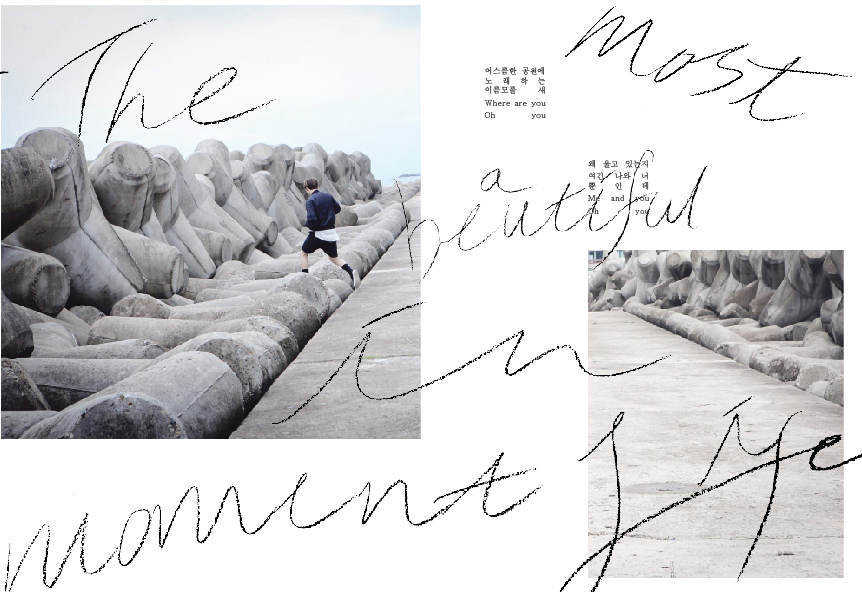 The
most
어스름한 공원에
노래하는
이름모를 새
Where are you
Oh you
왜 울고 있는지
여긴 나와 너
뿐인데
Me and you
Oh you
beautiful
in
moment
Life